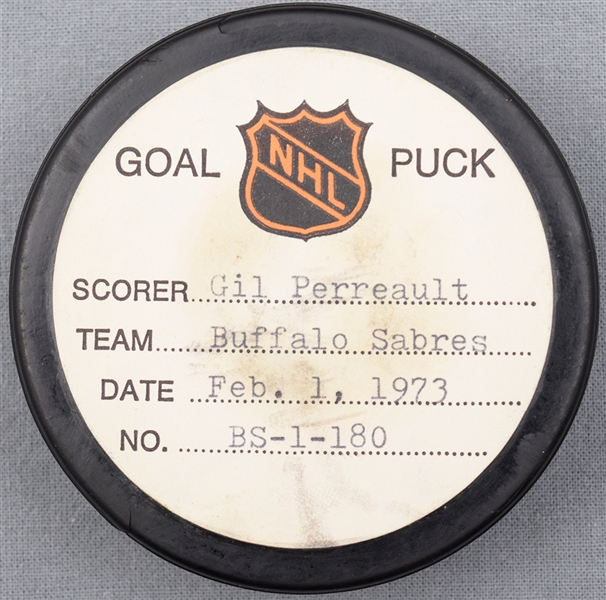 GOAL NHL PUCK
SCORER Gil Perreault
TEAM Buffalo Sabres
DATE Feb. 1, 1973
NO. BS-1-180